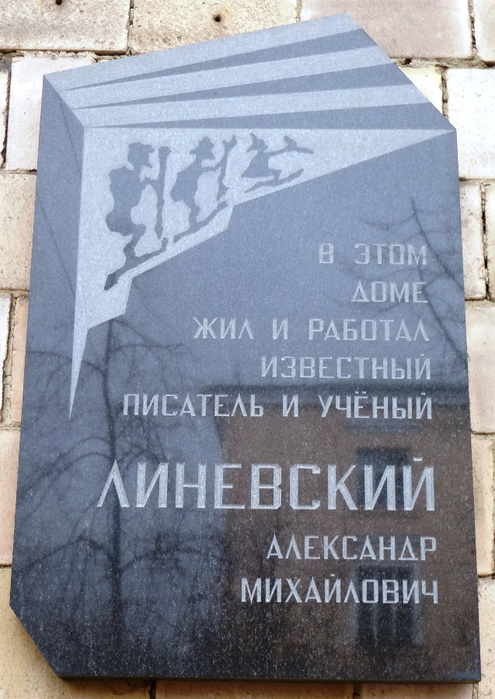 В ЭТОМ
ДОМЕ
ЖИЛ И РАБОТАЛ
ИЗВЕСТНЫЙ
ПИСАТЕЛЬ И УЧЁНЫЙ
ЛИНЕВСКИЙ
АЛЕКСАНДР
МИХАЙЛОВИЧ